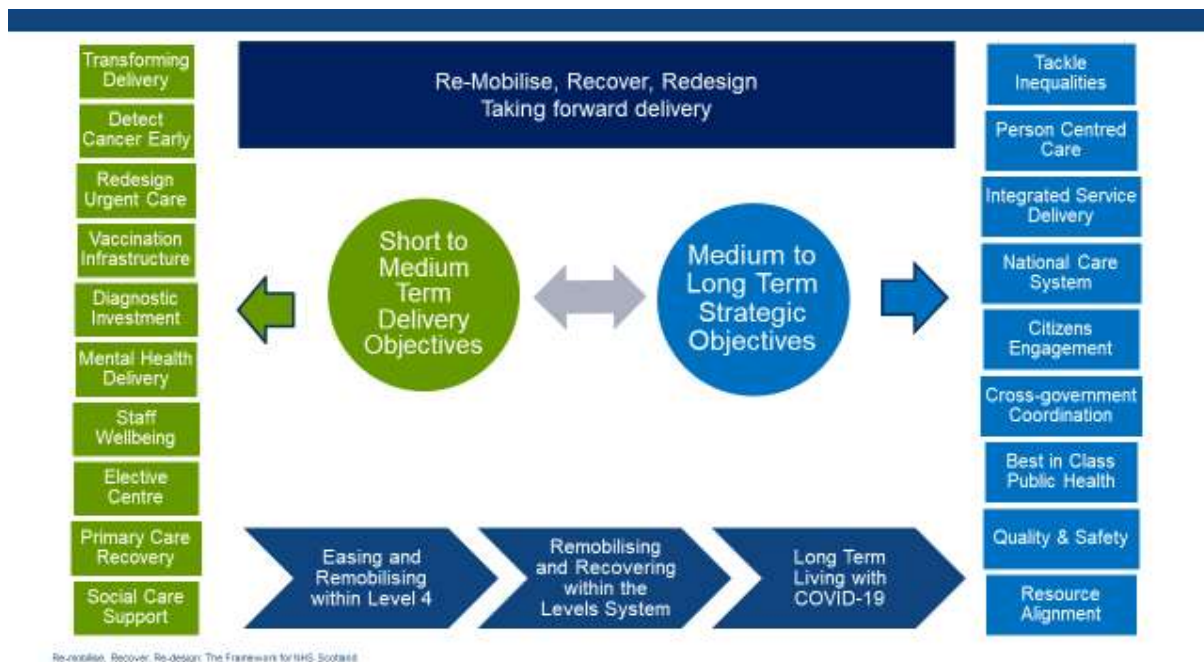 Transforming
Delivery
Detect
Cancer Early
Redesign
Urgent Care
Vaccination
Infrastructure
Diagnostic
Investment
Mental Health
Delivery
Staff
Wellbeing
Elective
Centre
Primary Care
Recovery
Social Care
Support
Re-Mobilise, Recover, Redesign
Taking forward delivery
Short to
Medium
Term
Delivery
Objectives
Medium to
Long Term
Strategic
Objectives
Easing and
Remobilising
within Level 4
Remobilising
and Recovering
within the
Levels System
Long Term
Living with
COVID-19
Tackle
Inequalities
Person Centred
Care
Integrated Service
Delivery
National Care
System
Citizens
Engagement
Cross-government
Coordination
Best in Class
Public Health
Quality & Safety
Resource
Alignment
Re-mobilise, Recover, Re-design: The Framework for NHS Scotland